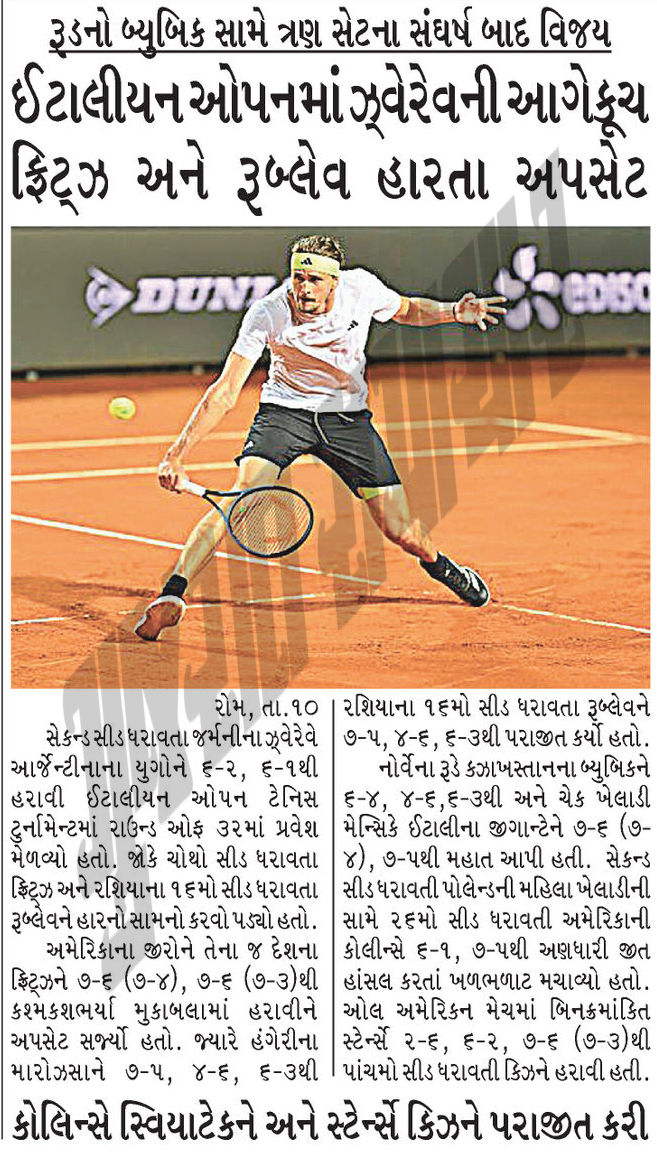 રૂડનો બ્યુબિક સામે ત્રણ સેટના સંઘર્ષ બાદ વિજય
ઈટાલીયન ઓપનમાં ઝ્વેરેવની આગેકૂચ
ફ્રિટ્ઝ અને રૂબ્લેવ હારતા અપસેટ
DUNL
edisc
રોમ, તા.૧૦
સેકન્ડ સીડ ધરાવતા જર્મનીના ઝ્વેરેવે
આર્જેન્ટીનાના યુગોને ૬-૨, ૬-૧થી
હરાવી ઈટાલીયન ઓપન ટેનિસ
ટુર્નામેન્ટમાં રાઉન્ડ ઓફ ૩૨માં પ્રવેશ
મેળવ્યો હતો. જોકે ચોથો સીડ ધરાવતા
ફ્રિટ્ઝ અને રશિયાના ૧૬મો સીડ ધરાવતા
રૂબ્લેવને હારનો સામનો કરવો પડ્યો હતો.
અમેરિકાના જીરોને તેના જ દેશના
ફ્રિટ્ઝને ૭-૬ (૭-૪), ૭-૬ (૭-૩)થી
કશ્મકશભર્યા મુકાબલામાં હરાવીને
અપસેટ સર્જ્યો હતો. જ્યારે હંગેરીના
મારોઝસાને ૭-૫, ૪-૬, ૬-૩થી
રશિયાના ૧૬મો સીડ ધરાવતા રૂબ્લેવને
૭-૫, ૪-૬, ૬-૩થી પરાજીત કર્યો હતો.
નોર્વેના રૂડે કઝાખસ્તાનના બ્યુબિકને
૬-૪, ૪-૬,૬-૩થી અને ચેક ખેલાડી
મેન્સિકે ઈટાલીના જીગાન્ટેને ૭-૬ (૭-
૪), ૭-૫થી મહાત આપી હતી. સેકન્ડ
સીડ ધરાવતી પોલેન્ડની મહિલા ખેલાડીની
સામે ૨૬મો સીડ ધરાવતી અમેરિકાની
કોલીન્સે ૬-૧, ૭-૫થી અણધારી જીત
હાંસલ કરતાં ખળભળાટ મચાવ્યો હતો.
ઓલ અમેરિકન મેચમાં બિનક્રમાંકિત
સ્ટેર્ન્સે ૨-૬, ૬-૨, ૭-૬ (૭-૩)થી
પાંચમો સીડ ધરાવતી કિઝને હરાવી હતી.
કોલિન્સે સ્વિયાટેકને અને સ્ટેર્ન્સે કિઝને પરાજીત કરી